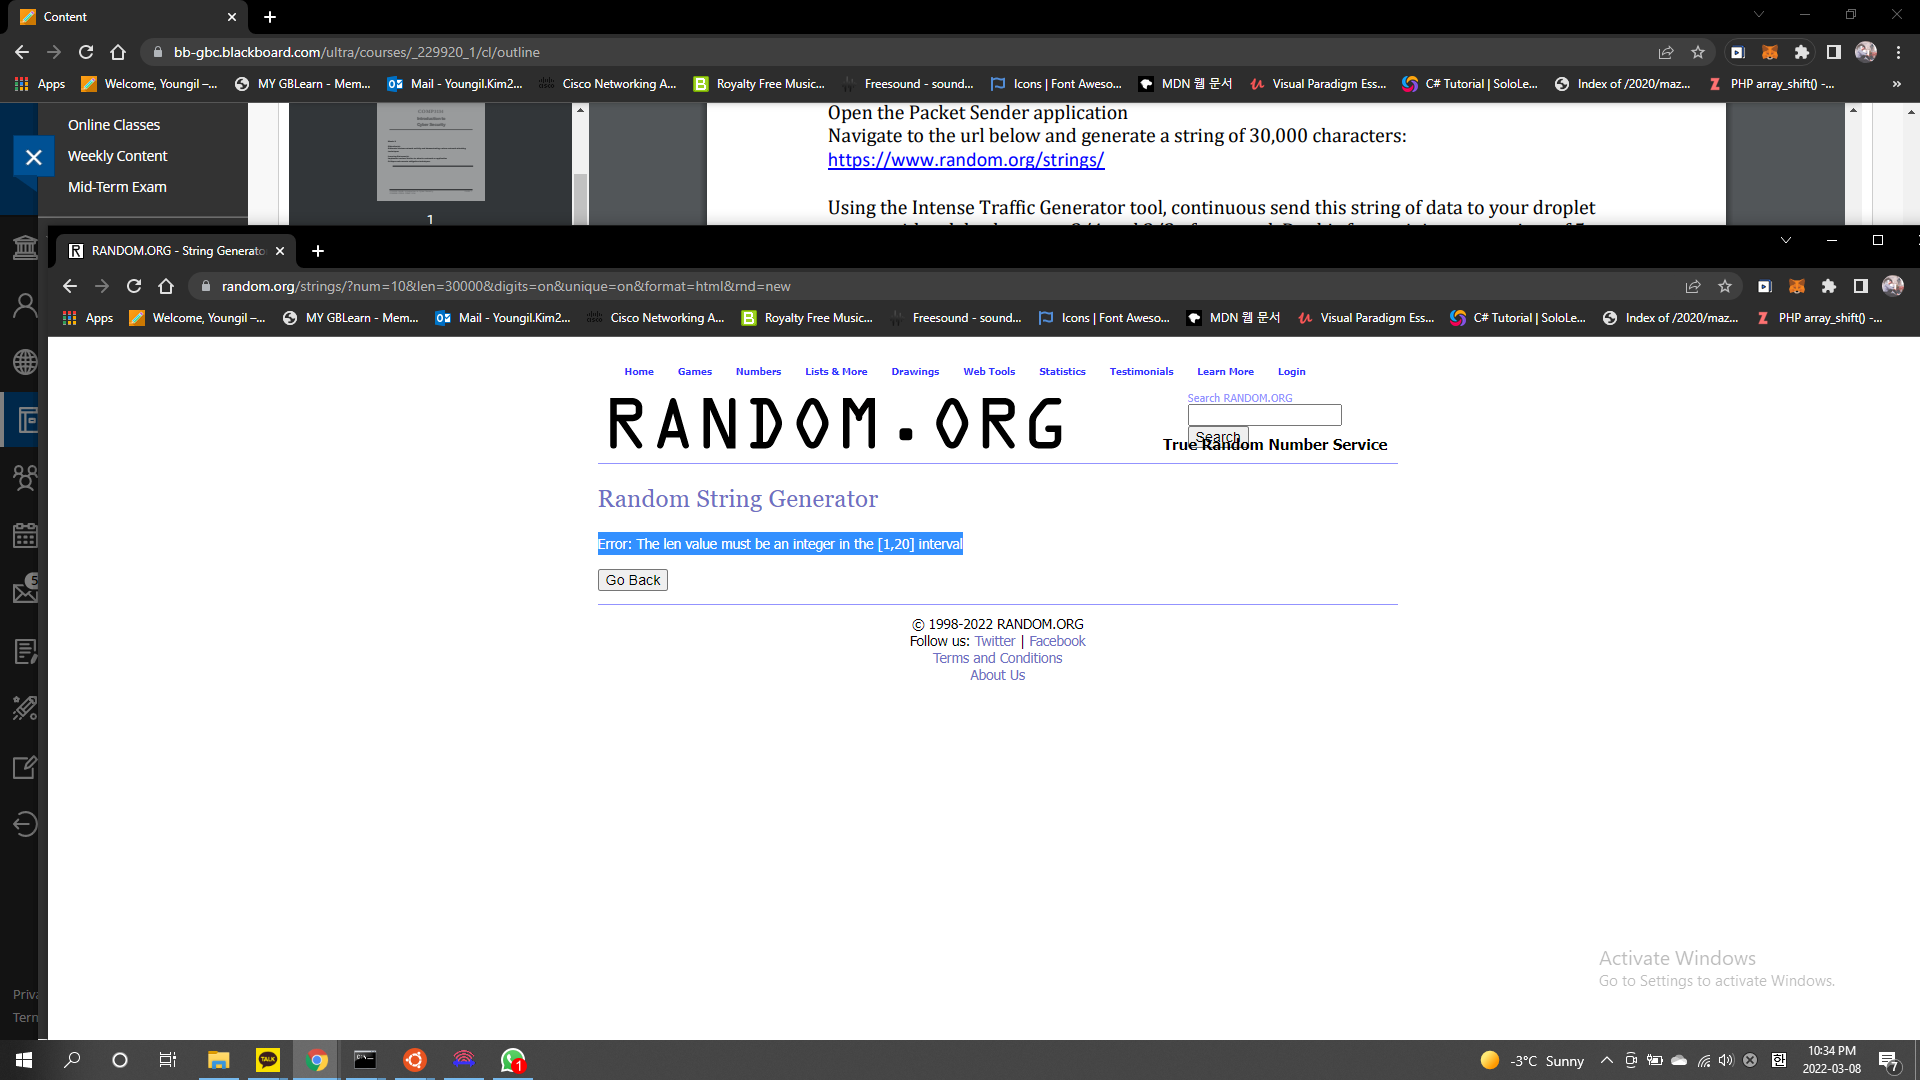 Content
bb-gbc.blackboard.com/ultra/courses/_229920_1/cl/outline
Apps Welcome, Youngil –... MY GBLearn - Mem... Mail - Youngil.Kim2... Cisco Networking A... Royalty Free Music... Freesound - sound... Icons | Font Aweso... MDN 웹 문서 Visual Paradigm Ess... C# Tutorial | SoloLe... Index of /2020/maz... PHP array_shift() -... »
Online Classes
Weekly Content
Mid-Term Exam
1
Open the Packet Sender application
Navigate to the url below and generate a string of 30,000 characters:
https://www.random.org/strings/
Using the Intense Traffic Generator tool, continuous send this string of data to your droplet
RANDOM.ORG - String Generato
random.org/strings/?num=10&len=30000&digits=on&unique=on&format=html&rnd=new
Apps Welcome, Youngil –... MY GBLearn - Mem... Mail - Youngil.Kim2... Cisco Networking A... Royalty Free Music... Freesound - sound... Icons | Font Aweso... MDN 웹 문서 Visual Paradigm Ess... C# Tutorial | SoloLe... Index of /2020/maz... PHP array_shift() -...
Home Games Numbers Lists & More Drawings Web Tools Statistics Testimonials Learn More Login
RANDOM.ORG
Search RANDOM.ORG
Search
True Random Number Service
Random String Generator
Error: The len value must be an integer in the [1,20] interval
Go Back
© 1998-2022 RANDOM.ORG
Follow us: Twitter | Facebook
Terms and Conditions
About Us
5
Priva
Term
Activate Windows
Go to Settings to activate Windows.
TALK
1
-3°C Sunny
한
10:34 PM
2022-03-08
7